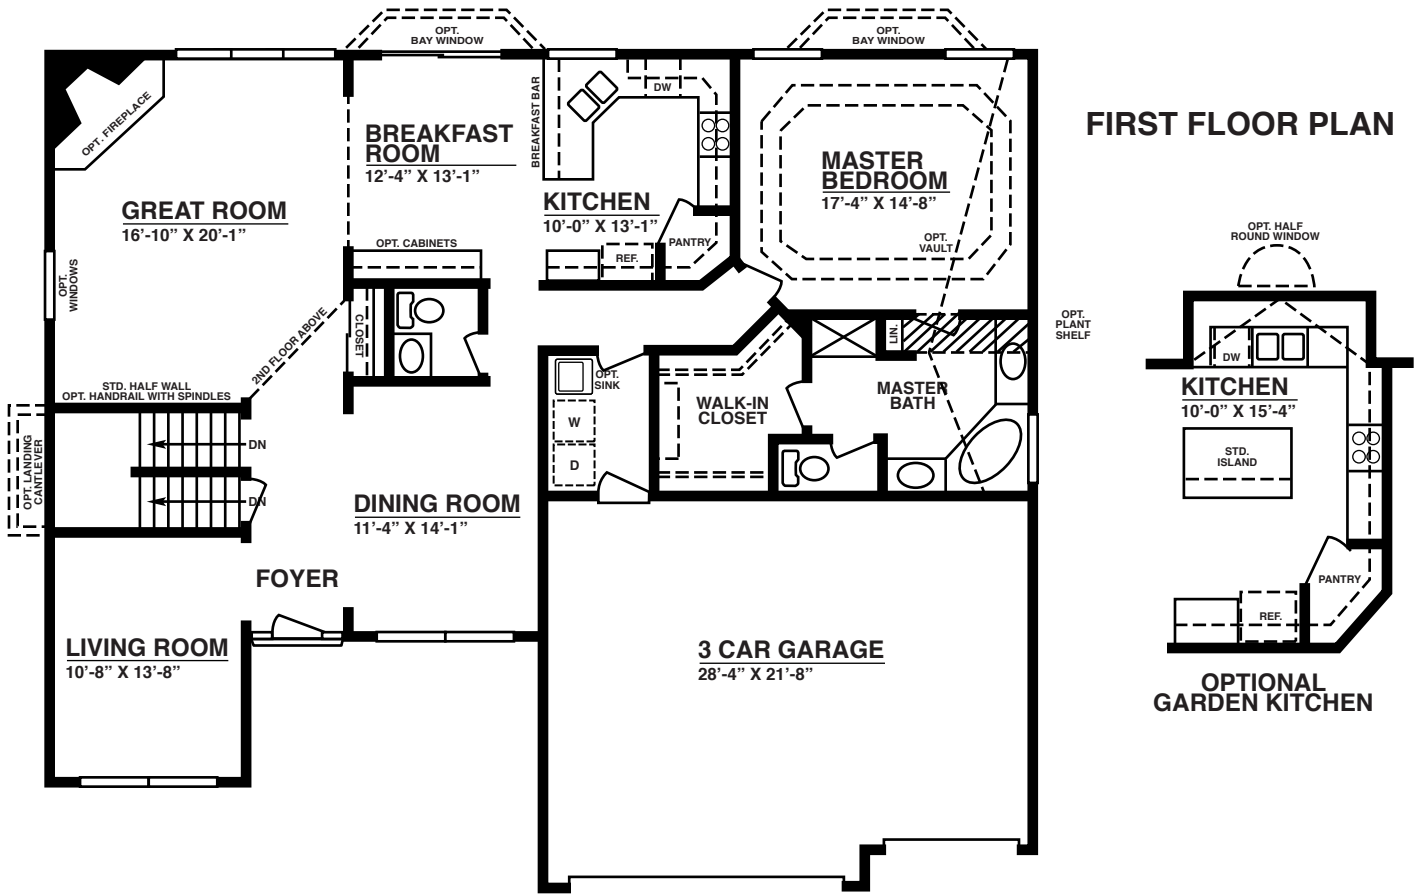 OPT.
BAY WINDOW
OPT.
BAY WINDOW
FIRST FLOOR PLAN
OPT. FIREPLACE
BREAKFAST
ROOM
12'-4” X 13'-1”
BREAKFAST BAR
DW
KITCHEN
10'-0” X 13'-1”
PANTRY
REF.
MASTER
BEDROOM
17'-4” X 14'-8”
OPT.
VAULT
GREAT ROOM
16'-10” X 20'-1”
OPT. CABINETS
OPT.
WINDOWS
2ND FLOOR ABOVE
CLOSET
STD. HALF WALL
OPT. HANDRAIL WITH SPINDLES
OPT. LANDING
CANTLEVER
DN
DN
OPT.
SINK
W
D
WALK-IN
CLOSET
LIN.
MASTER
BATH
OPT.
PLANT
SHELF
DINING ROOM
11'-4” X 14'-1”
FOYER
LIVING ROOM
10'-8” X 13'-8”
3 CAR GARAGE
28'-4” X 21'-8”
OPT. HALF
ROUND WINDOW
DW
KITCHEN
10'-0” X 15'-4”
STD.
ISLAND
PANTRY
REF.
OPTIONAL
GARDEN KITCHEN